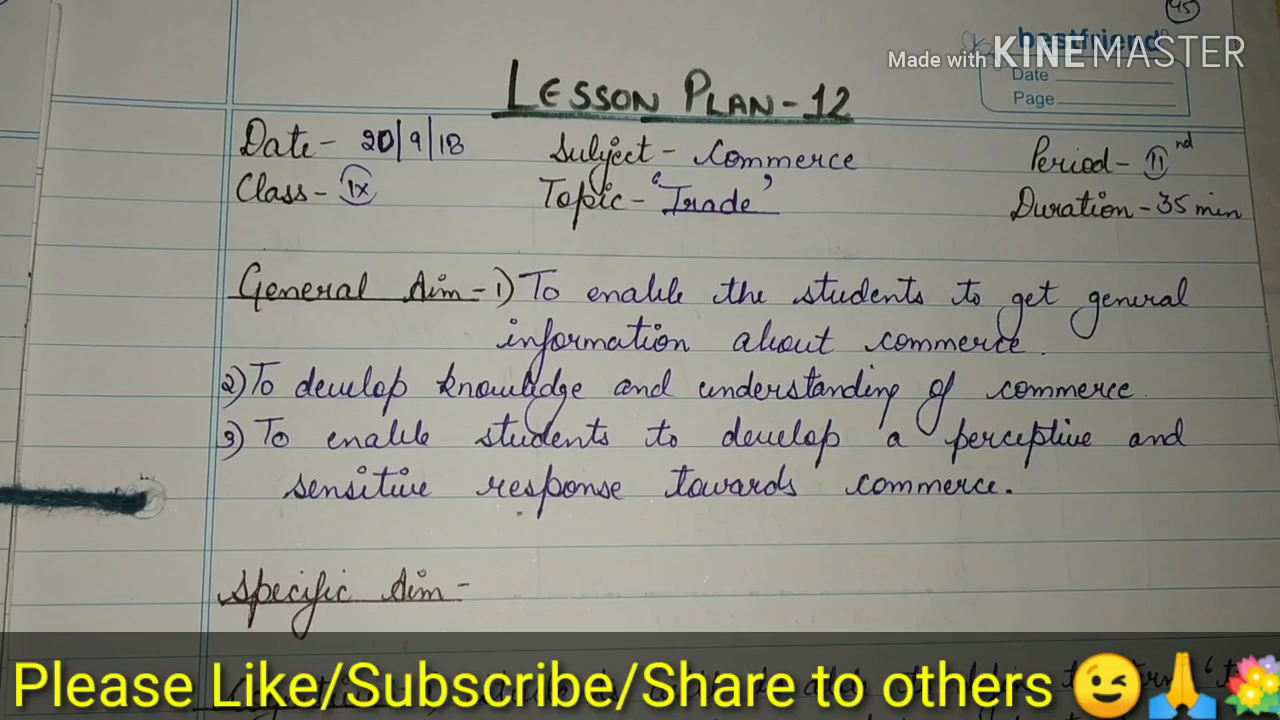 45
bestfriend
Made with KINEMASTER
Date
Page
LESSON PLAN-12
Date- 20/9/18 Subject- Commerce Period- II nd
Class- IX Topic- 'Trade' Duration- 35 min
General Aim- 1) To enable the students to get general
information about commerce.
2) To develop knowledge and understanding of commerce.
3) To enable students to develop a perceptive and
sensitive response towards commerce.
Specific Aim-
Please Like/Subscribe/Share to others 😉🙏💐